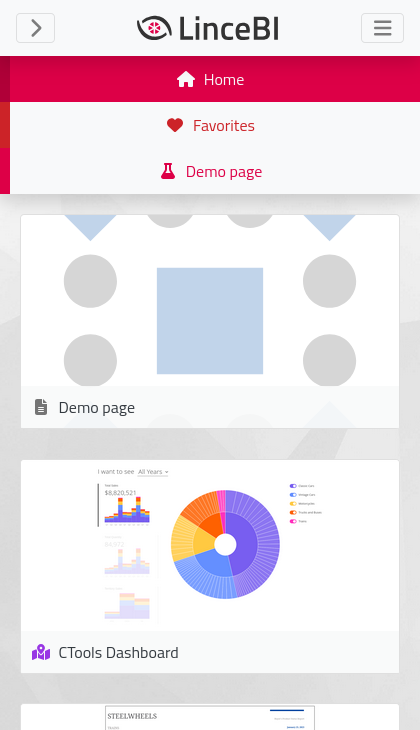 LinceBI
Home
Favorites
Demo page
Demo page
I want to see All Years
$8,820,521
CTools Dashboard
STEELWHEELS